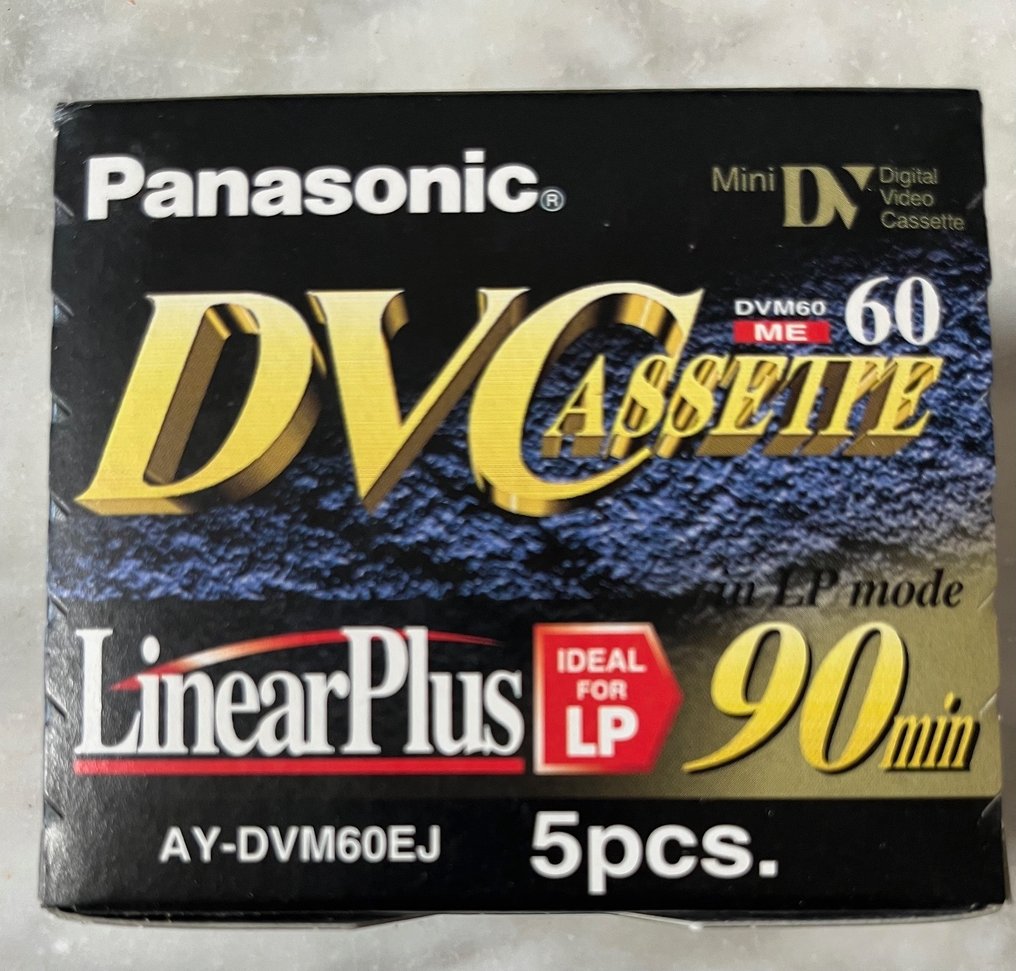 Panasonic®
Mini DV Digital Video Cassette
DVM60 60
ME
DVCASSETTE
in LP mode
LinearPlus
IDEAL
FOR
LP
90min
AY-DVM60EJ 5pcs.